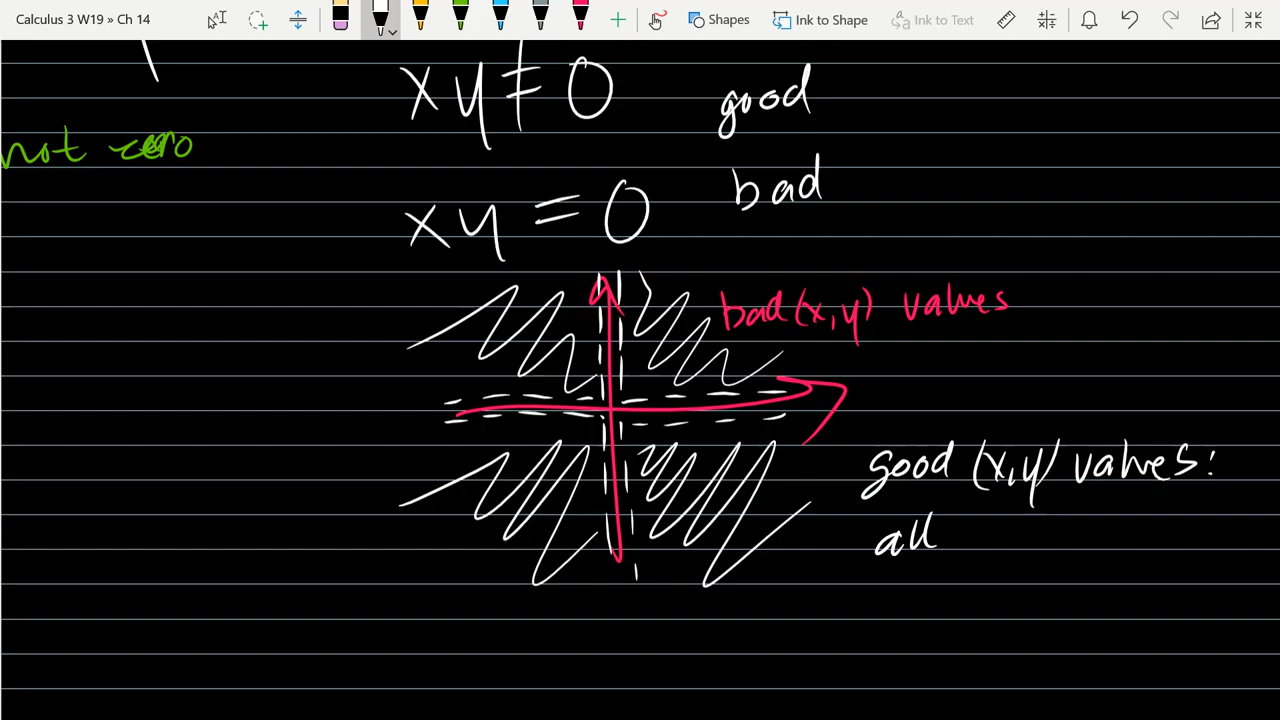 Calculus 3 W19 » Ch 14
Shapes
Ink to Shape
Ink to Text
xy ≠ 0 good
not zero
bad
xy = 0
bad (x,y) values
good (x,y) values:
all